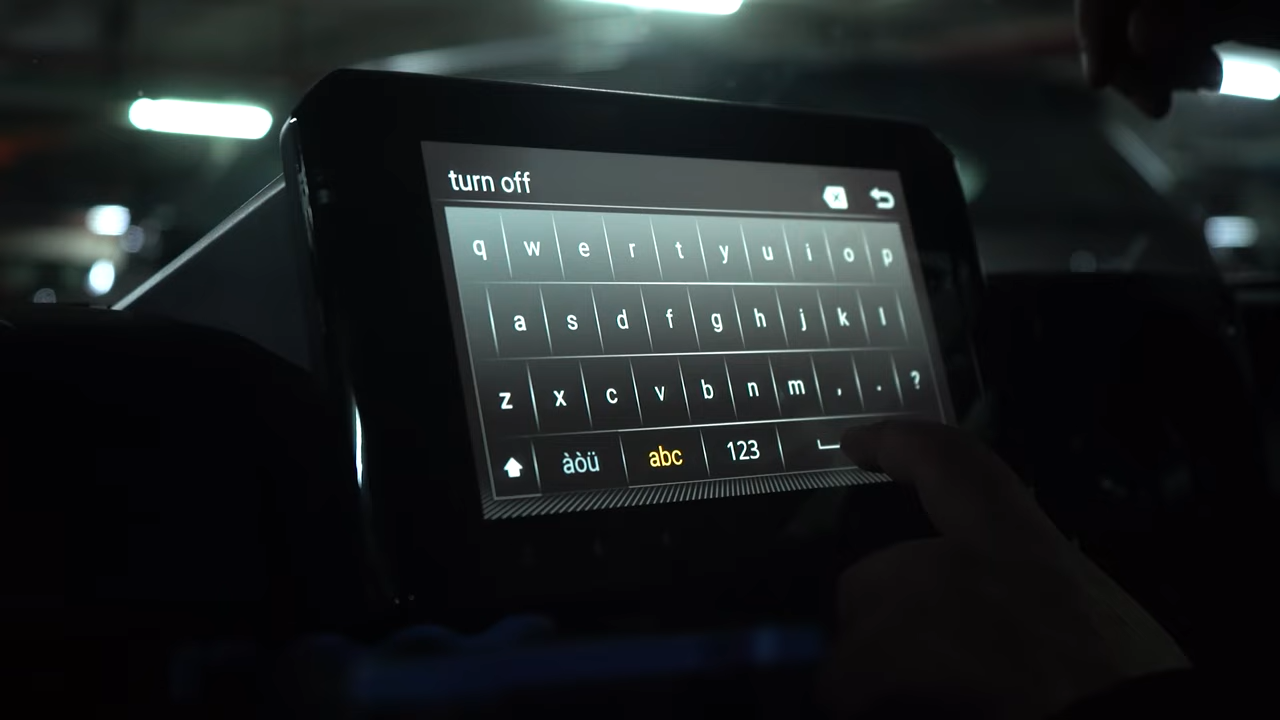 turn off
q w e r t y u i o p
a s d f g h j k l
z x c v b n m , . ?
àòü abc 123